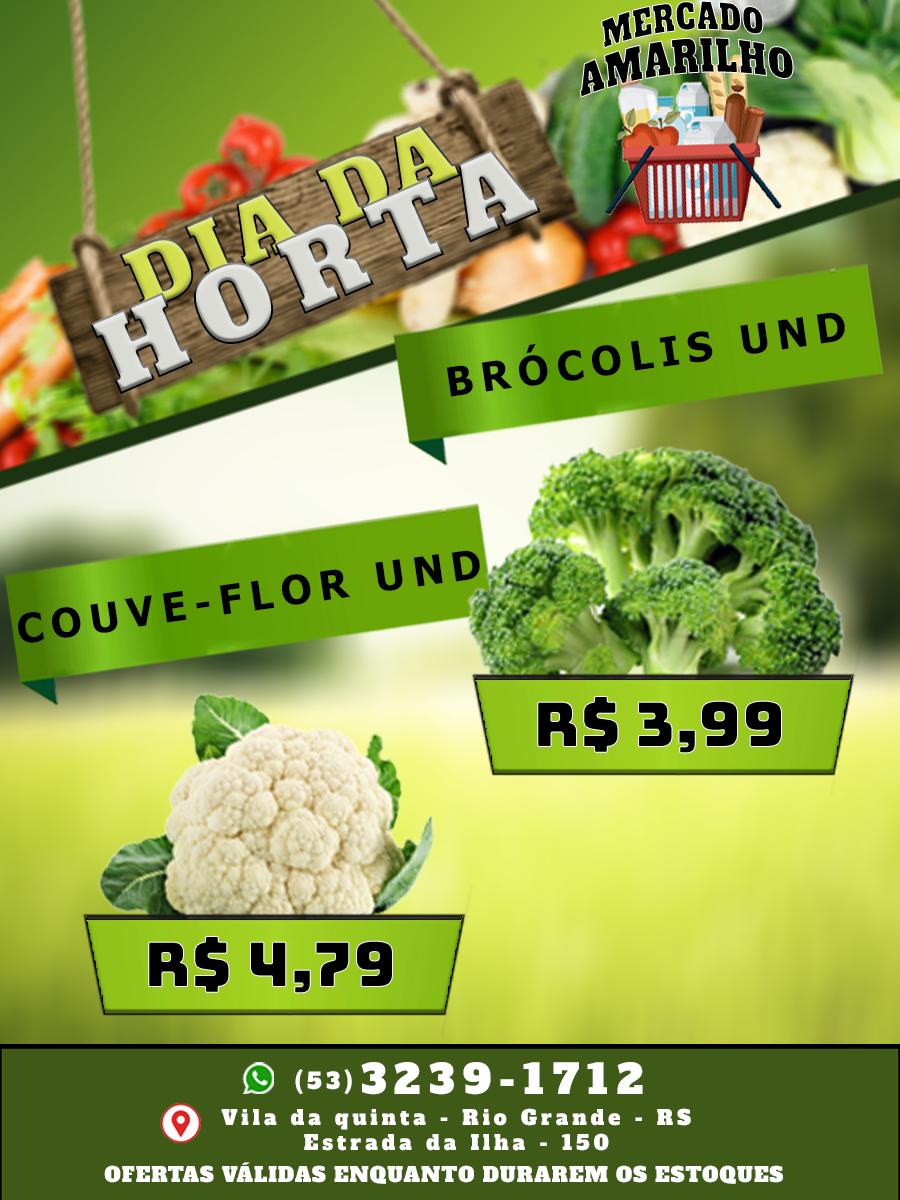 MERCADO
AMARILHO
DIA DA
HORTA
BRÓCOLIS UND
COUVE-FLOR UND
R$ 3,99
R$ 4,79
(53)3239-1712
Vila da quinta - Rio Grande - RS
Estrada da Ilha - 150
OFERTAS VÁLIDAS ENQUANTO DURAREM OS ESTOQUES